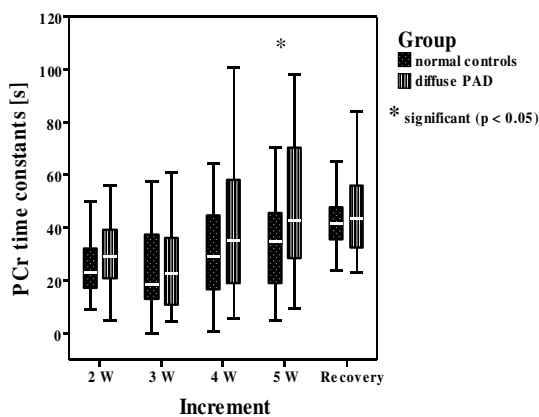 120
100
80
60
40
20
0
PCr time constants [s]
*
Group
normal controls
diffuse PAD
* significant (p < 0.05)
2 W 3 W 4 W 5 W Recovery
Increment